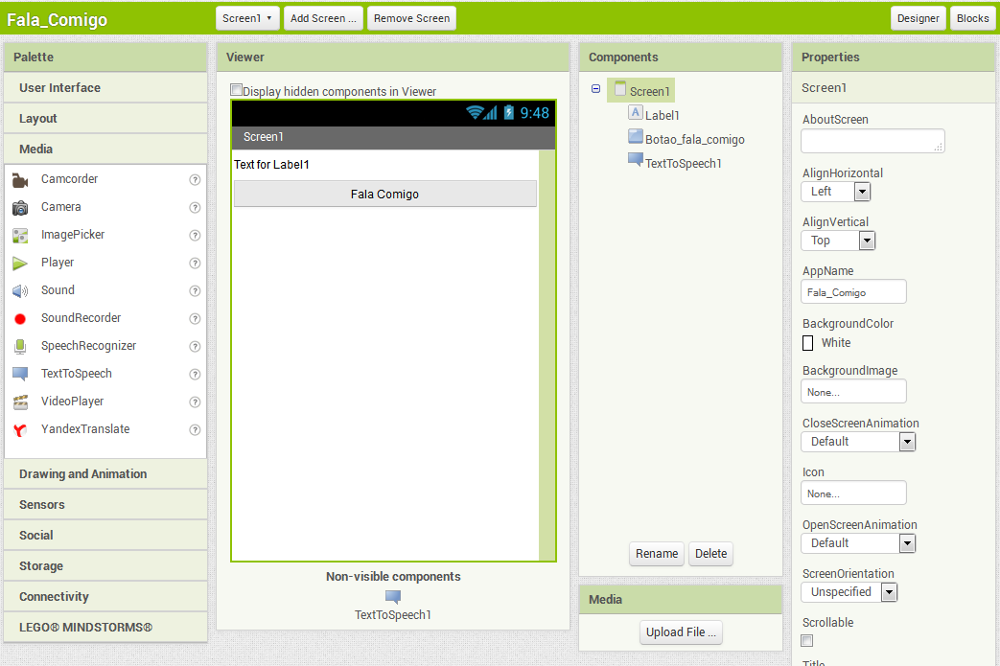 Fala_Comigo
Screen1
Add Screen ...
Remove Screen
Designer
Blocks
Palette
User Interface
Layout
Media
Camcorder
Camera
ImagePicker
Player
Sound
SoundRecorder
SpeechRecognizer
TextToSpeech
VideoPlayer
YandexTranslate
Drawing and Animation
Sensors
Social
Storage
Connectivity
LEGO® MINDSTORMS®
Viewer
Display hidden components in Viewer
9:48
Screen1
Text for Label1
Fala Comigo
Non-visible components
TextToSpeech1
Components
Screen1
Label1
Botao_fala_comigo
TextToSpeech1
Rename
Delete
Media
Upload File ...
Properties
Screen1
AboutScreen
AlignHorizontal
Left
AlignVertical
Top
AppName
Fala_Comigo
BackgroundColor
White
BackgroundImage
None...
CloseScreenAnimation
Default
Icon
None...
OpenScreenAnimation
Default
ScreenOrientation
Unspecified
Scrollable
Title